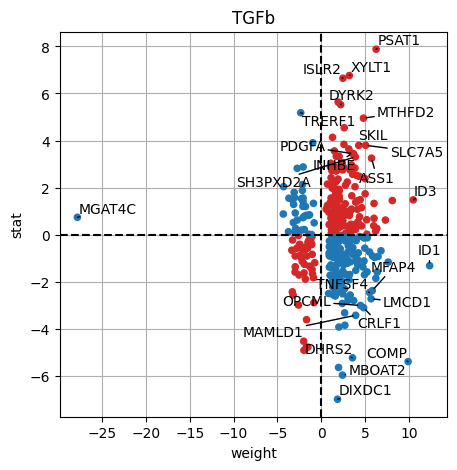 TGFb
PSAT1
ISLR2
XYLT1
DYRK2
TRERF1
MTHFD2
SKIL
PDGFA
SLC7A5
INHBE
ASS1
SH3PXD2A
ID3
MGAT4C
ID1
MFAP4
TNFSF4
OPCML
LMCD1
CRLF1
MAMLD1
DHRS2
COMP
MBOAT2
DIXDC1
stat
8
6
4
2
0
−2
−4
−6
−25
−20
−15
−10
−5
0
5
10
weight